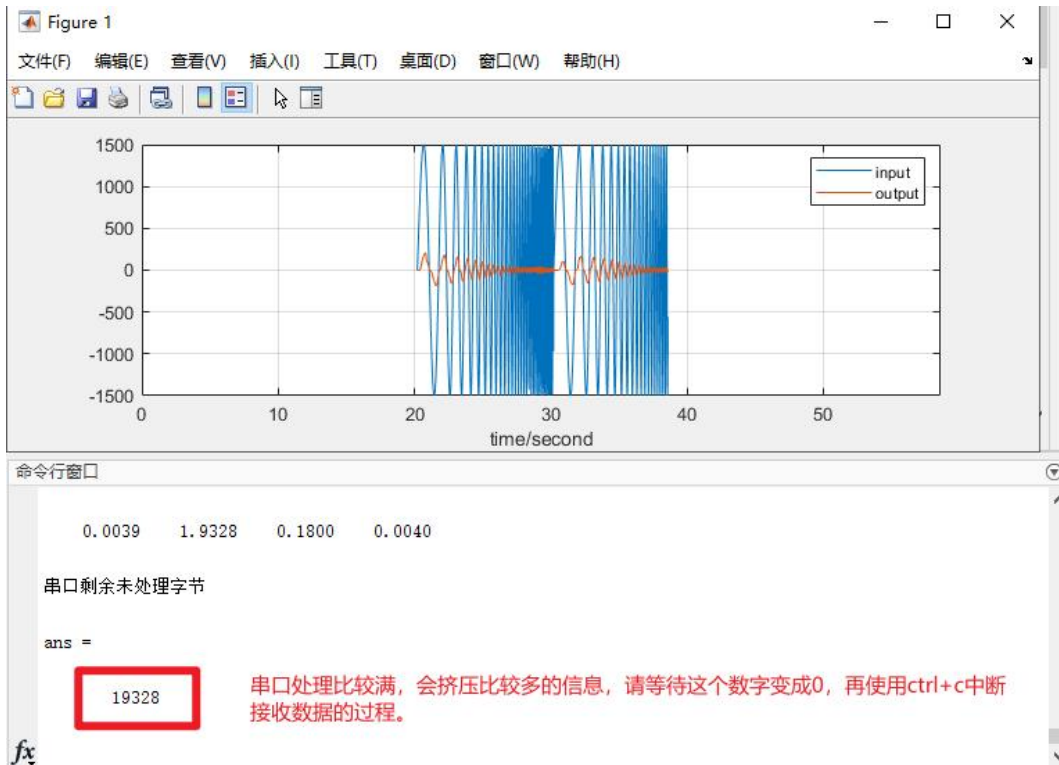 Figure 1
文件(F) 编辑(E) 查看(V) 插入(I) 工具(T) 桌面(D) 窗口(W) 帮助(H)
1500
1000
500
0
-500
-1000
-1500
input
output
0 10 20 30 40 50
time/second
命令行窗口
0.0039 1.9328 0.1800 0.0040
串口剩余未处理字节
ans =
19328
串口处理比较满，会挤压比较多的信息，请等待这个数字变成0，再使用ctrl+c中断
接收数据的过程。
fx